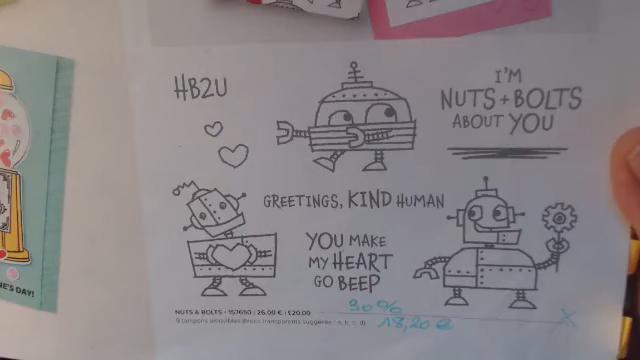 HB2U
I'M
NUTS + BOLTS
ABOUT YOU
GREETINGS, KIND HUMAN
YOU MAKE
MY HEART
GO BEEP
NUTS & BOLTS • 157650 | 26,00 € | £20.00
30%
18,20 €
X
'S DAY!